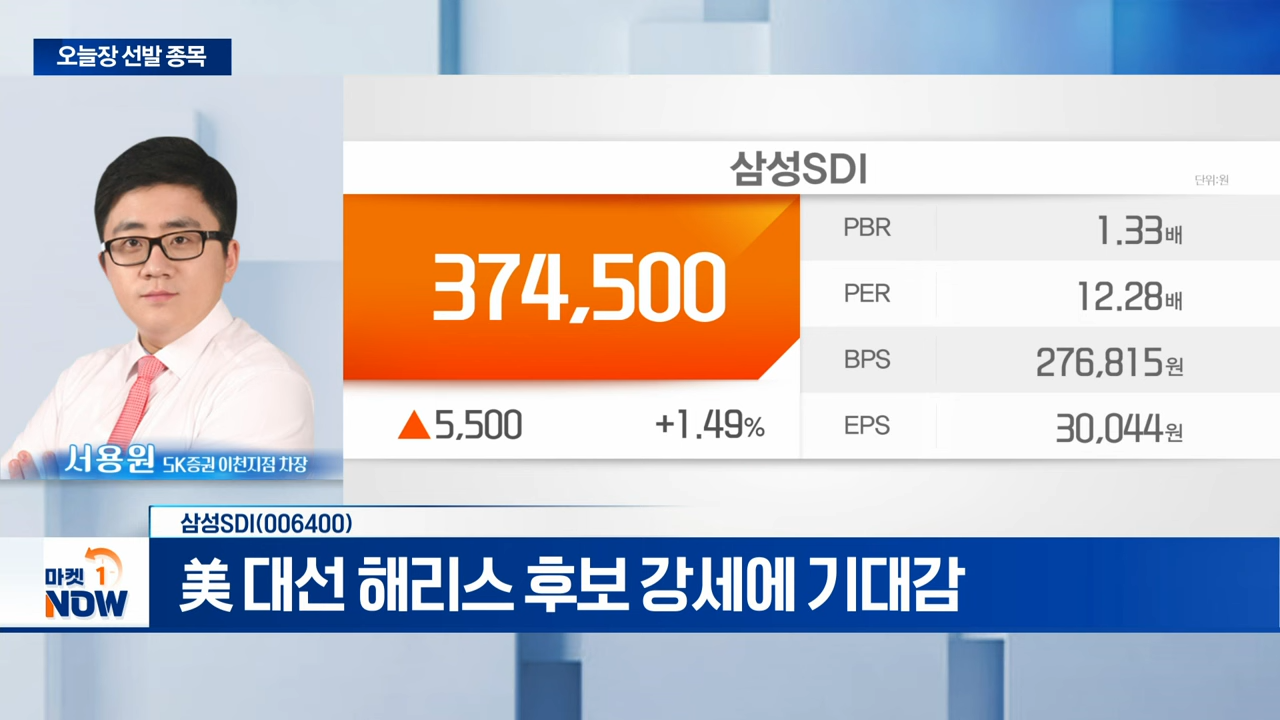 오늘장 선발 종목
삼성SDI
단위:원
374,500
▲5,500 +1.49%
PBR 1.33배
PER 12.28배
BPS 276,815원
EPS 30,044원
서용원 SK증권 이천지점 차장
삼성SDI(006400)
마켓 1
NOW
美 대선 해리스 후보 강세에 기대감